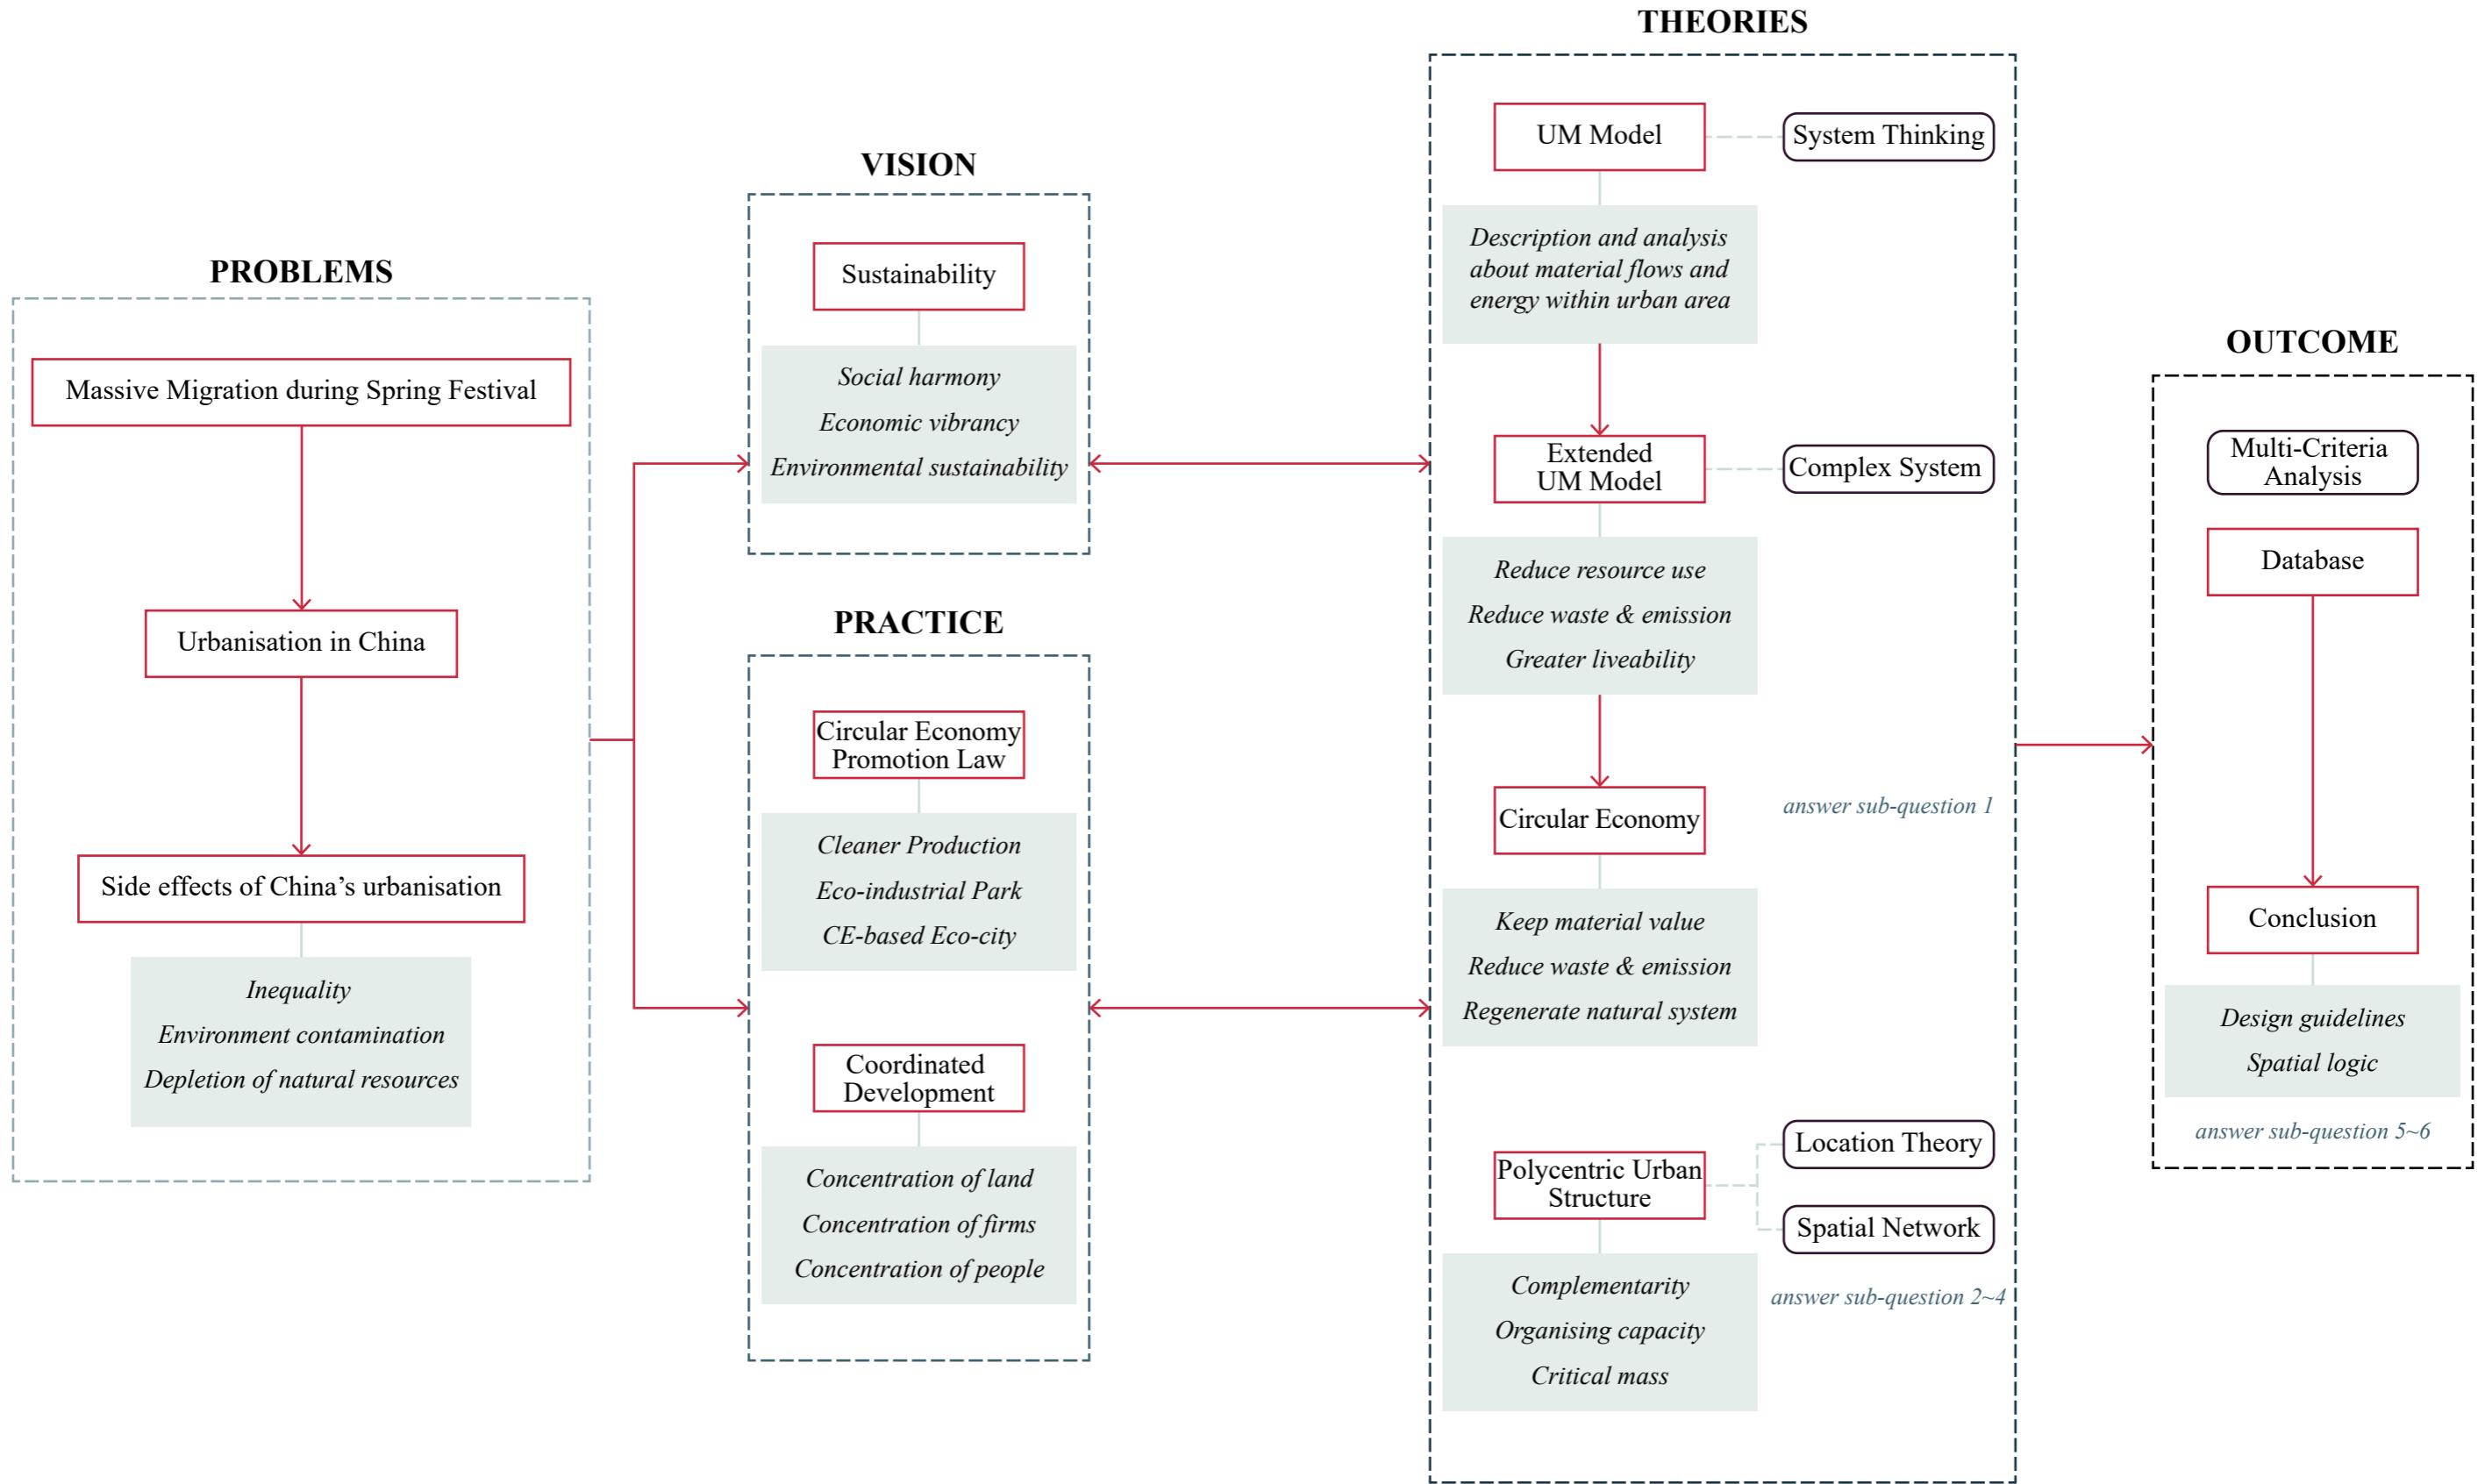 PROBLEMS
Massive Migration during Spring Festival
Urbanisation in China
Side effects of China’s urbanisation
Inequality
Environment contamination
Depletion of natural resources
VISION
Sustainability
Social harmony
Economic vibrancy
Environmental sustainability
PRACTICE
Circular Economy
Promotion Law
Cleaner Production
Eco-industrial Park
CE-based Eco-city
Coordinated
Development
Concentration of land
Concentration of firms
Concentration of people
THEORIES
UM Model
System Thinking
Description and analysis
about material flows and
energy within urban area
Extended
UM Model
Complex System
Reduce resource use
Reduce waste & emission
Greater liveability
Circular Economy
answer sub-question 1
Keep material value
Reduce waste & emission
Regenerate natural system
Polycentric Urban
Structure
Location Theory
Spatial Network
Complementarity
Organising capacity
Critical mass
answer sub-question 2~4
OUTCOME
Multi-Criteria
Analysis
Database
Conclusion
Design guidelines
Spatial logic
answer sub-question 5~6